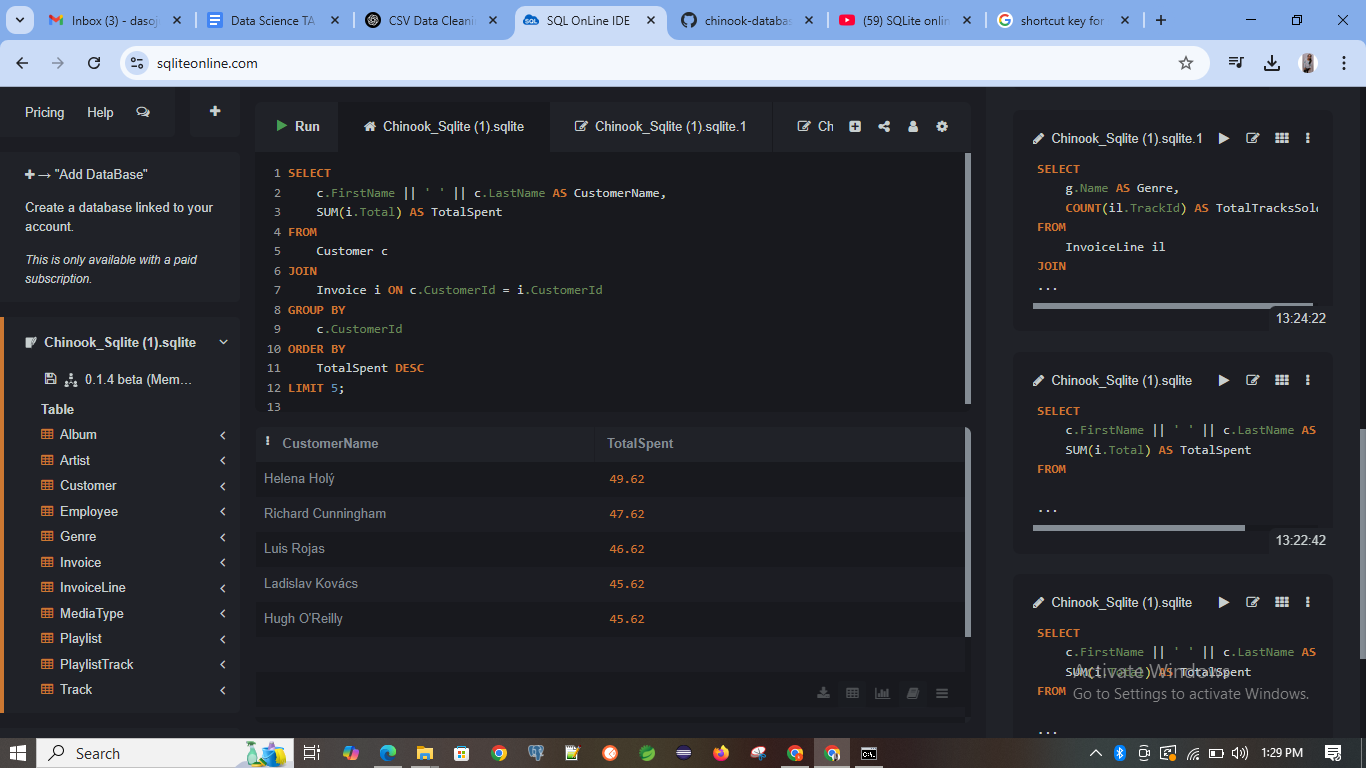 Inbox (3) - dasoj
Data Science TA
CSV Data Cleani
SQL OnLine IDE
chinook-databas
(59) SQLite onlin
shortcut key for
sqliteonline.com
Pricing
Help
"Add DataBase"
Create a database linked to your
account.
This is only available with a paid
subscription.
Chinook_Sqlite (1).sqlite
0.1.4 beta (Mem...
Table
Album
Artist
Customer
Employee
Genre
Invoice
InvoiceLine
MediaType
Playlist
PlaylistTrack
Track
Run
Chinook_Sqlite (1).sqlite
Chinook_Sqlite (1).sqlite.1
Ch
1 SELECT
2 c.FirstName || ' ' || c.LastName AS CustomerName,
3 SUM(i.Total) AS TotalSpent
4 FROM
5 Customer c
6 JOIN
7 Invoice i ON c.CustomerId = i.CustomerId
8 GROUP BY
9 c.CustomerId
10 ORDER BY
11 TotalSpent DESC
12 LIMIT 5;
13
CustomerName TotalSpent
Helena Holý 49.62
Richard Cunningham 47.62
Luis Rojas 46.62
Ladislav Kovács 45.62
Hugh O'Reilly 45.62
Chinook_Sqlite (1).sqlite.1
SELECT
g.Name AS Genre,
COUNT(il.TrackId) AS TotalTracksSol
FROM
InvoiceLine il
JOIN
...
13:24:22
Chinook_Sqlite (1).sqlite
SELECT
c.FirstName || ' ' || c.LastName AS
SUM(i.Total) AS TotalSpent
FROM
...
13:22:42
Chinook_Sqlite (1).sqlite
SELECT
c.FirstName || ' ' || c.LastName AS
SUM(i.Total) AS TotalSpent
FROM
...
Activate Windows
Go to Settings to activate Windows.
Search
1:29 PM